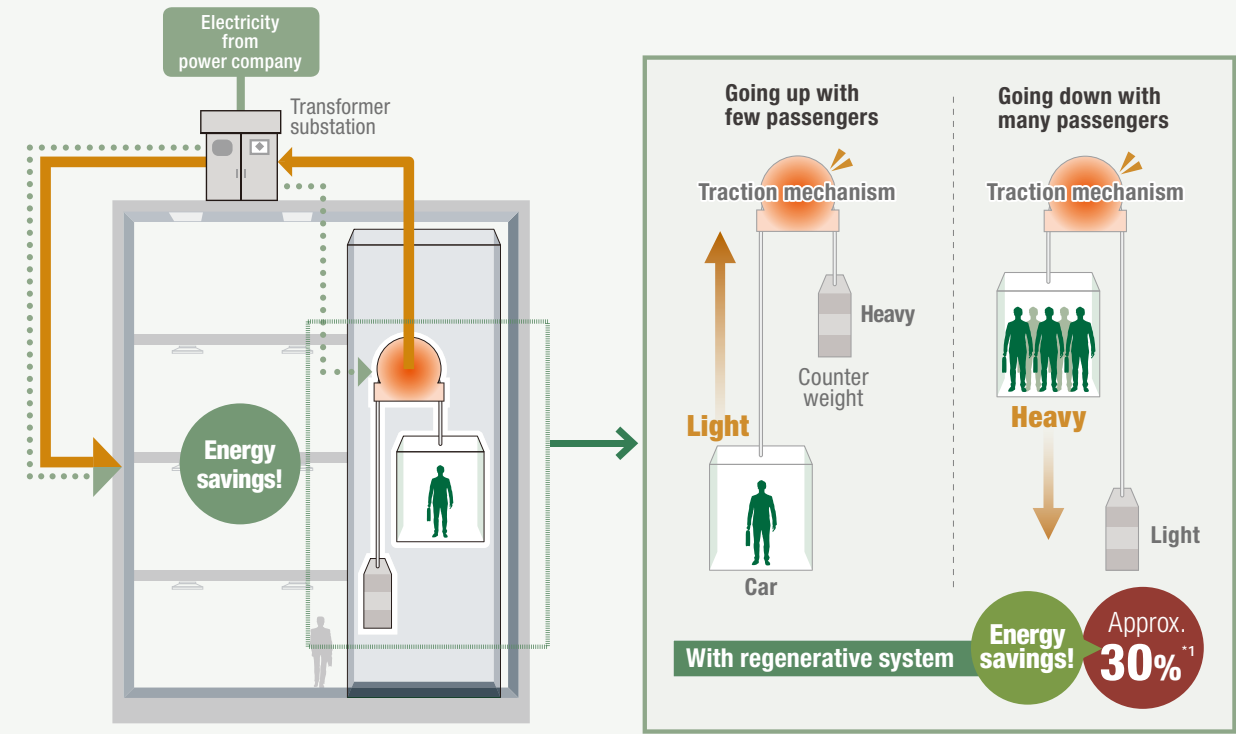 Electricity
from
power company
Transformer
substation
Energy
savings!
Going up with
few passengers
Traction mechanism
Heavy
Counter
weight
Light
Car
Going down with
many passengers
Traction mechanism
Heavy
Light
With regenerative system
Energy
savings!
Approx.
30%*1